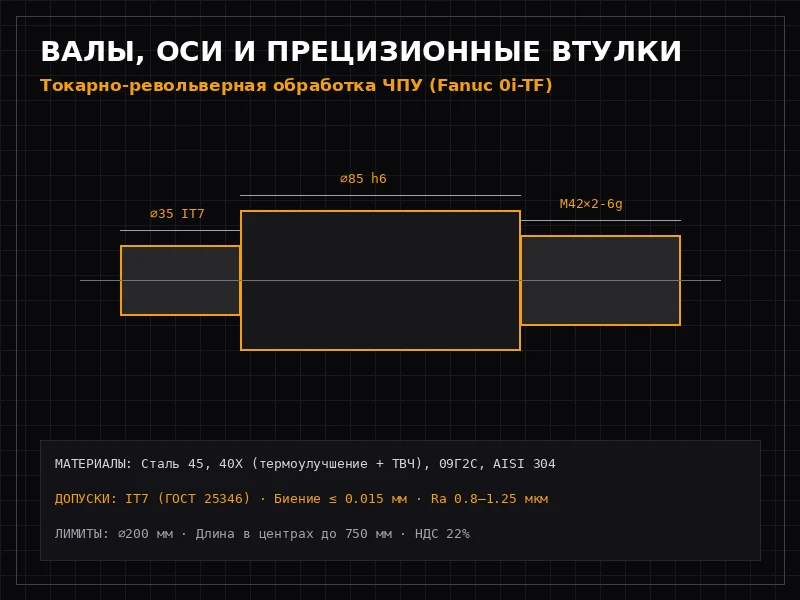 ВАЛЫ, ОСИ И ПРЕЦИЗИОННЫЕ ВТУЛКИ
Токарно-револьверная обработка ЧПУ (Fanuc 0i-TF)
⌀85 h6
M42×2-6g
⌀35 IT7
МАТЕРИАЛЫ: Сталь 45, 40Х (термоулучшение + ТВЧ), 09Г2С, AISI 304
ДОПУСКИ: IT7 (ГОСТ 25346) · Биение ≤ 0.015 мм · Ra 0.8–1.25 мкм
ЛИМИТЫ: ⌀200 мм · Длина в центрах до 750 мм · НДС 22%